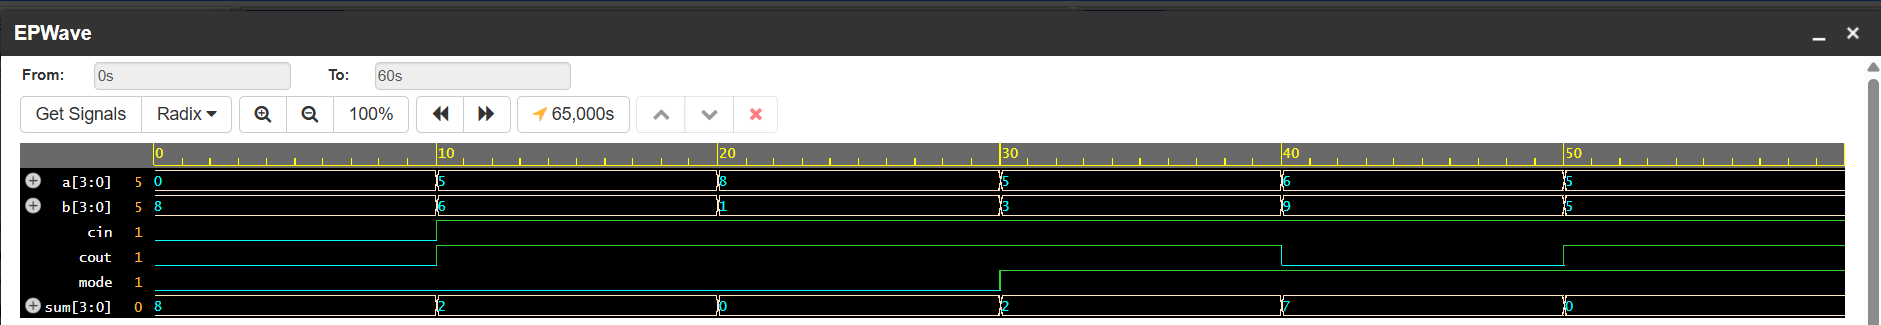 EPWave
From: 0s To: 60s
Get Signals Radix 100% 65,000s
0 10 20 30 40 50
a[3:0] 5 0 5 8 5 6 5
b[3:0] 5 8 6 1 3 9 5
cin 1
cout 1
mode 1
sum[3:0] 0 8 2 0 2 7 0